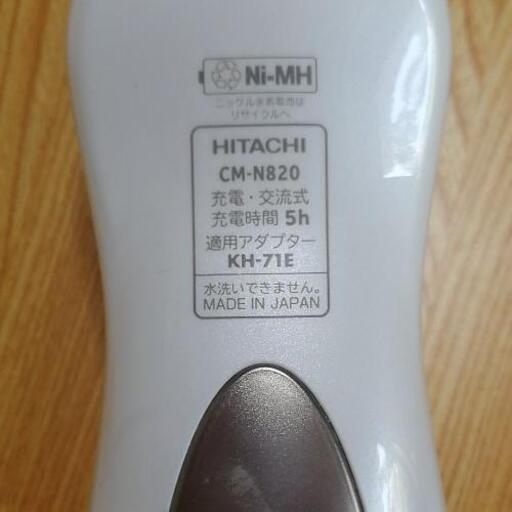 Ni-MH
ニッケル水素電池は
リサイクルへ
HITACHI
CM-N820
充電・交流式
充電時間 5h
適用アダプター
KH-71E
水洗いできません。
MADE IN JAPAN